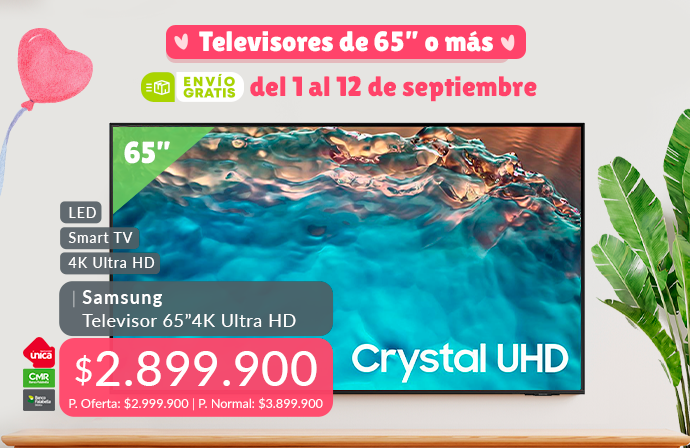 Televisores de 65" o más
ENVÍO
GRATIS
del 1 al 12 de septiembre
65"
LED
Smart TV
4K Ultra HD
Samsung
Televisor 65”4K Ultra HD
única
CMR
Banco
Falabella
$2.899.900
P. Oferta: $2.999.900 | P. Normal: $3.899.900
Crystal UHD